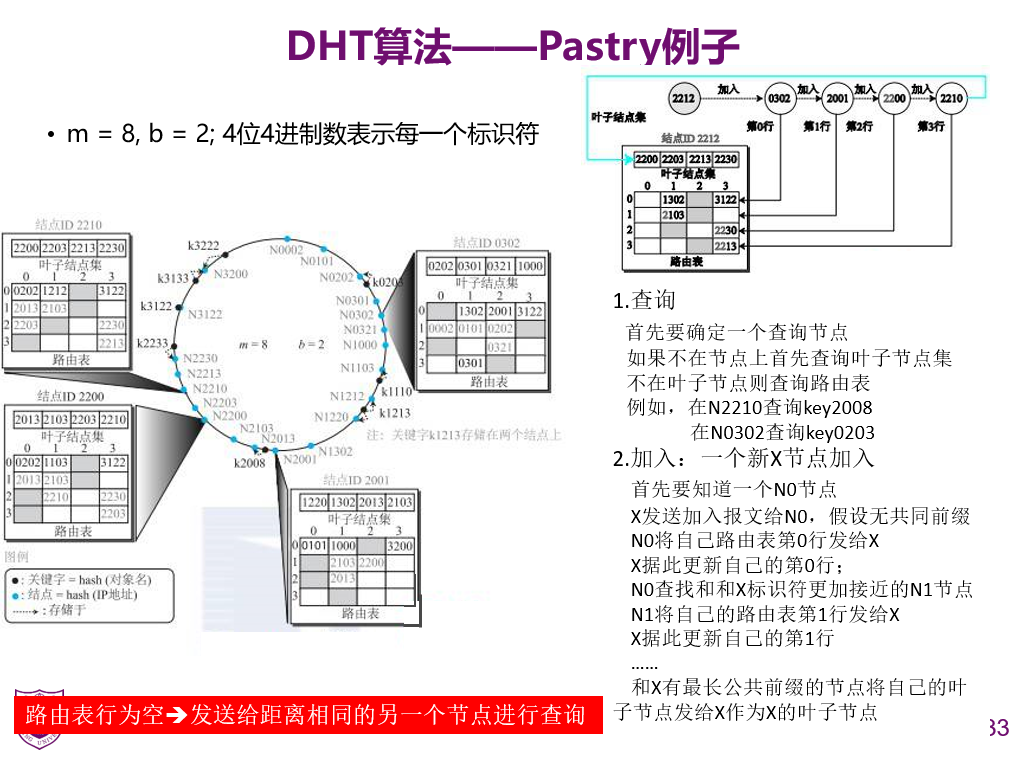 DHT算法——Pastry例子
• m = 8, b = 2; 4位4进制数表示每一个标识符
2212 加入 0302 加入 2001 加入 2200 加入 2210
叶子结点集
第0行 第1行 第2行 第3行
结点ID 2212
2200 2203 2213 2230
叶子结点集
0 1 2 3
0 1302 3122
1 2103
2 2230
3 2213
路由表
结点ID 2210
2200 2203 2213 2230
叶子结点集
0 1 2 3
0 0202 1212 3122
1 2013 2103
2 2203 2230
3 2213
路由表
结点ID 2200
2013 2103 2203 2210
叶子结点集
0 1 2 3
0 0202 1103 3122
1 2013 2103
2 2210 2230
3 2203
路由表
k3222
k3133
k3122
k2233
N3200
N3122
N2230
N2213
N2210
N2203
N2200
N2103
N2013
k2008
N2001
N1302
N0002
N0101
N0202
k0203
N0301
N0302
N0321
N1000
N1103
k1110
N1212
k1213
N1220
m = 8 b = 2
注：关键字k1213存储在两个结点上
结点ID 0302
0202 0301 0321 1000
叶子结点集
0 1 2 3
0 1302 2001 3122
1 0002 0101 0202
2 0321
3 0301
路由表
结点ID 2001
1220 1302 2013 2103
叶子结点集
0 1 2 3
0 0101 1000 3200
1 2103 2200
2 2013
3
路由表
图例
●：关键字 = hash (对象名)
●：结点 = hash (IP地址)
：存储于
1.查询
首先要确定一个查询节点
如果不在节点上首先查询叶子节点集
不在叶子节点则查询路由表
例如，在N2210查询key2008
在N0302查询key0203
2.加入：一个新X节点加入
首先要知道一个N0节点
X发送加入报文给N0，假设无共同前缀
N0将自己路由表第0行发给X
X据此更新自己的第0行；
N0查找和和X标识符更加接近的N1节点
N1将自己的路由表第1行发给X
X据此更新自己的第1行
......
和X有最长公共前缀的节点将自己的叶
子节点发给X作为X的叶子节点
路由表行为空➔发送给距离相同的另一个节点进行查询
33